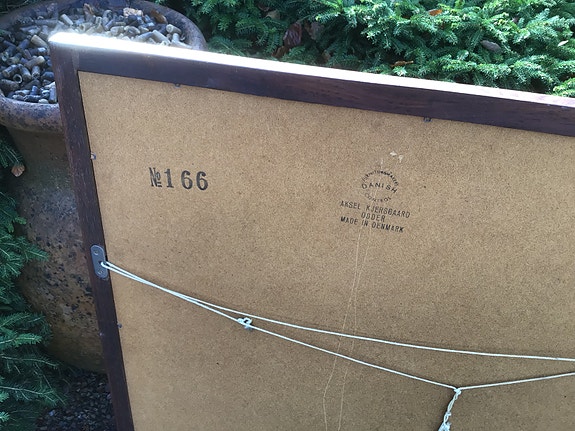 №166
DANISH
AKSEL KJERSGAARD
ODDER
MADE IN DENMARK